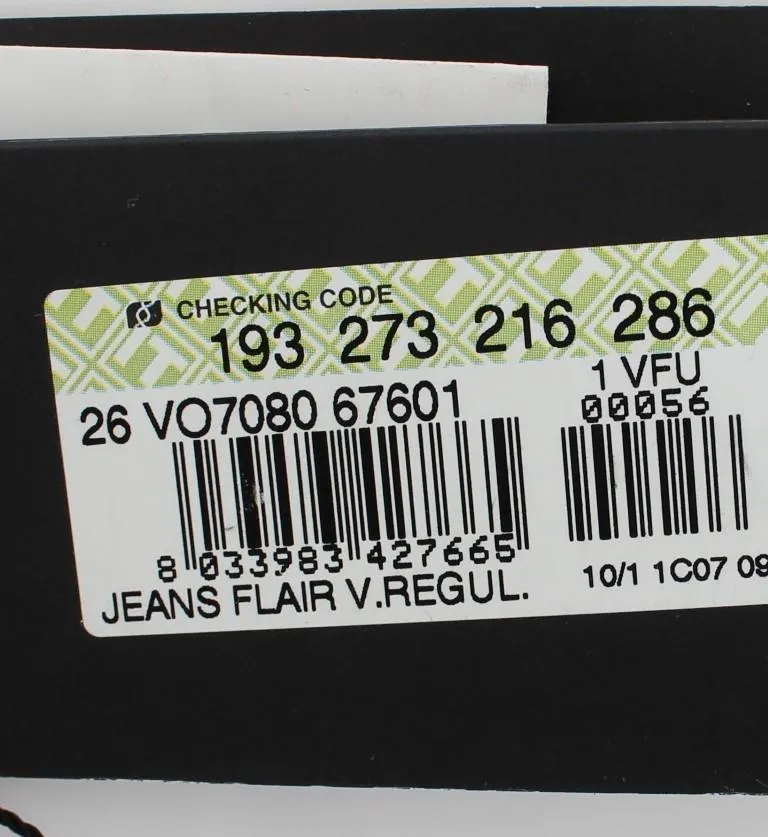 CHECKING CODE
193 273 216 286
26 VO7080 67601
1 VFU
00056
8 033983 427665
JEANS FLAIR V.REGUL.
10/1 1C07 09